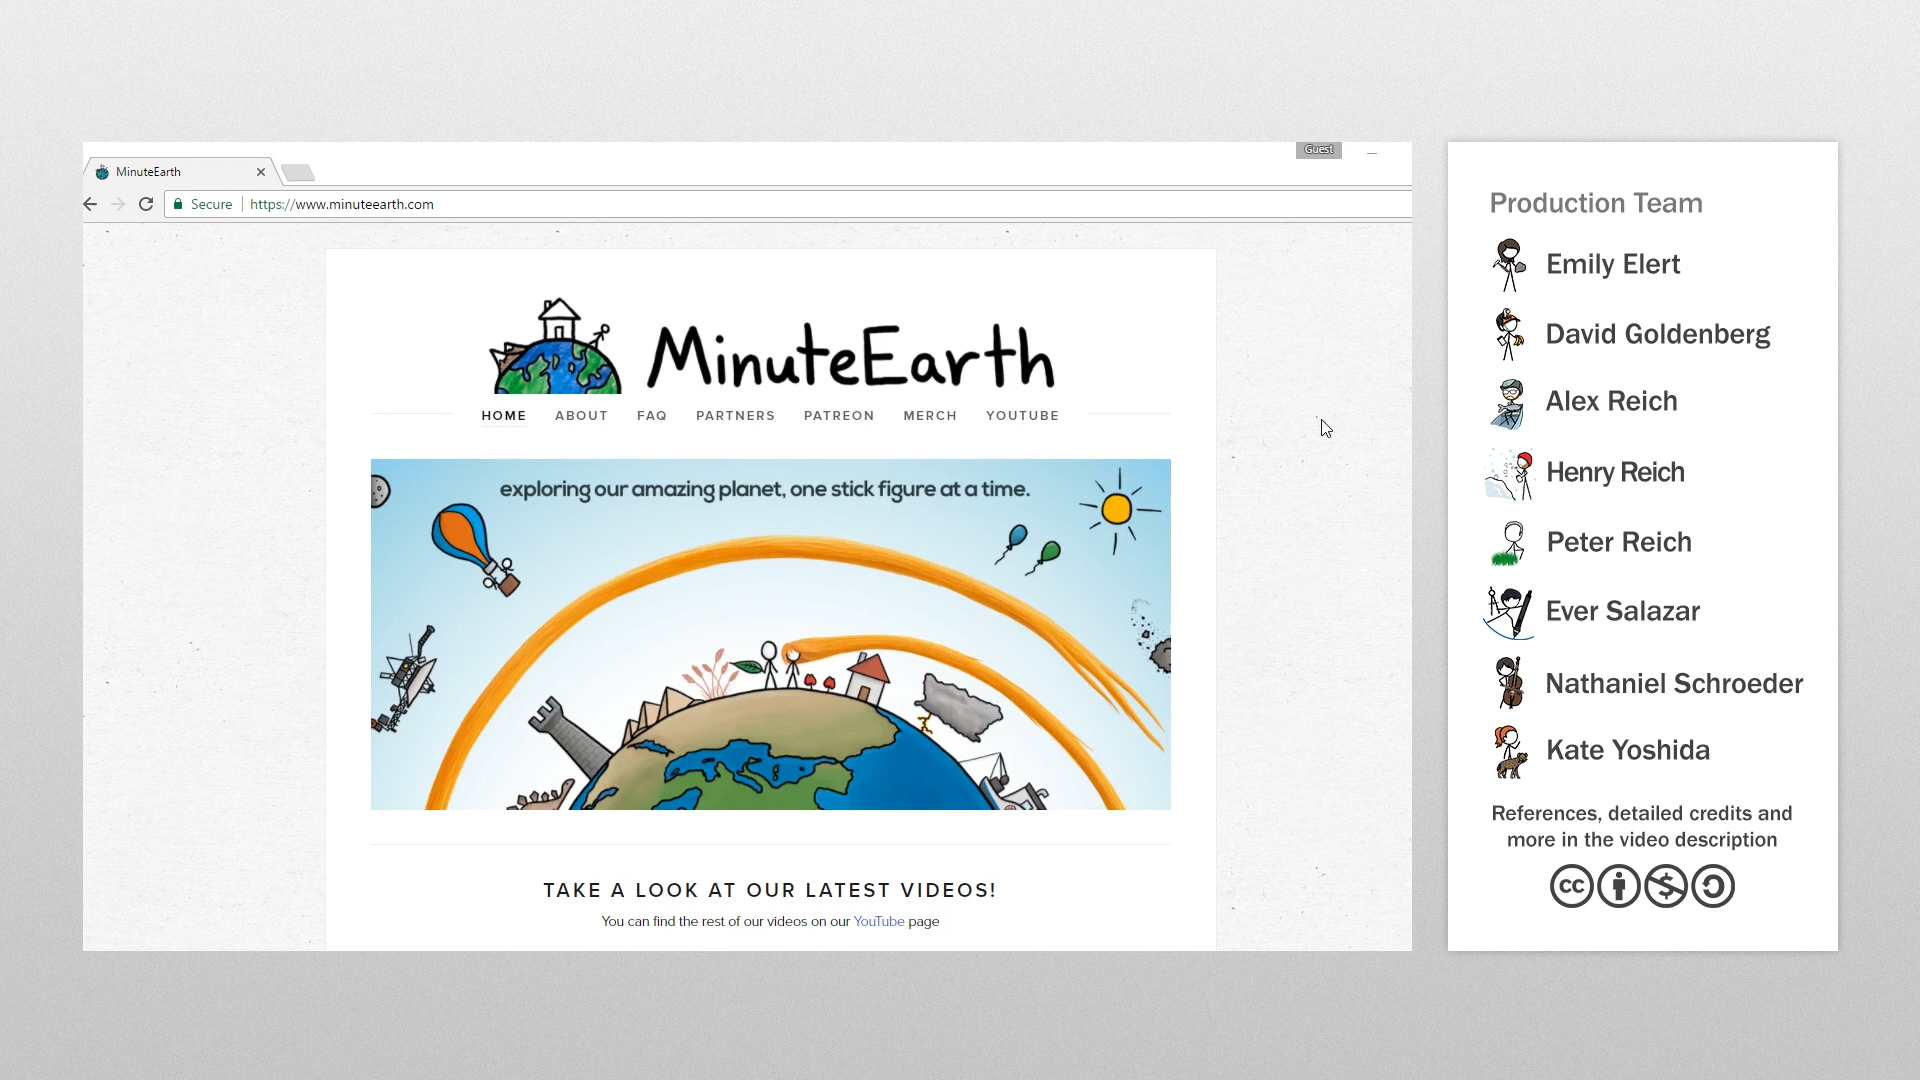 Guest
MinuteEarth
Secure
https://www.minuteearth.com
MinuteEarth
HOME ABOUT FAQ PARTNERS PATREON MERCH YOUTUBE
exploring our amazing planet, one stick figure at a time.
TAKE A LOOK AT OUR LATEST VIDEOS!
You can find the rest of our videos on our YouTube page
Production Team
Emily Elert
David Goldenberg
Alex Reich
Henry Reich
Peter Reich
Ever Salazar
Nathaniel Schroeder
Kate Yoshida
References, detailed credits and
more in the video description
cc